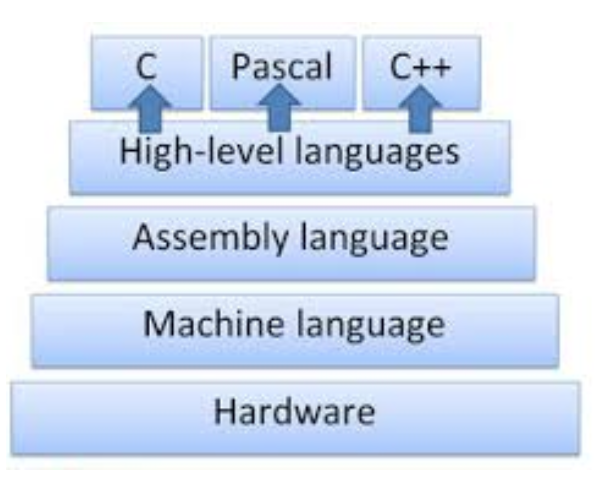 C Pascal C++
High-level languages
Assembly language
Machine language
Hardware